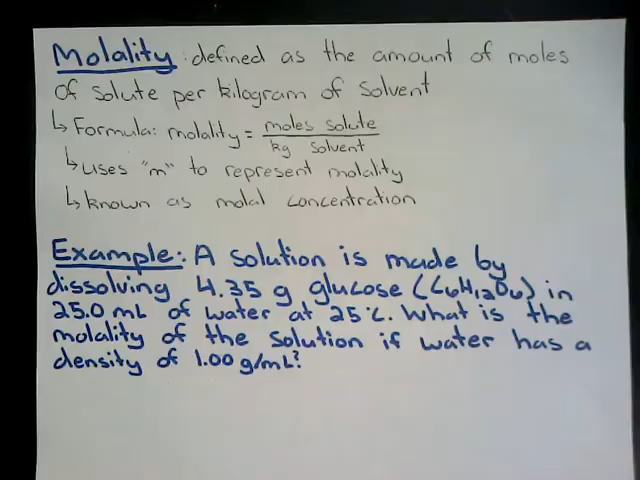 Molality: defined as the amount of moles
of solute per kilogram of solvent
↳ Formula: molality = moles solute / kg solvent
↳ uses "m" to represent molality
↳ known as molal concentration
Example: A solution is made by
dissolving 4.35 g glucose (C₆H₁₂O₆) in
25.0 mL of water at 25°C. What is the
molality of the solution if water has a
density of 1.00 g/mL?